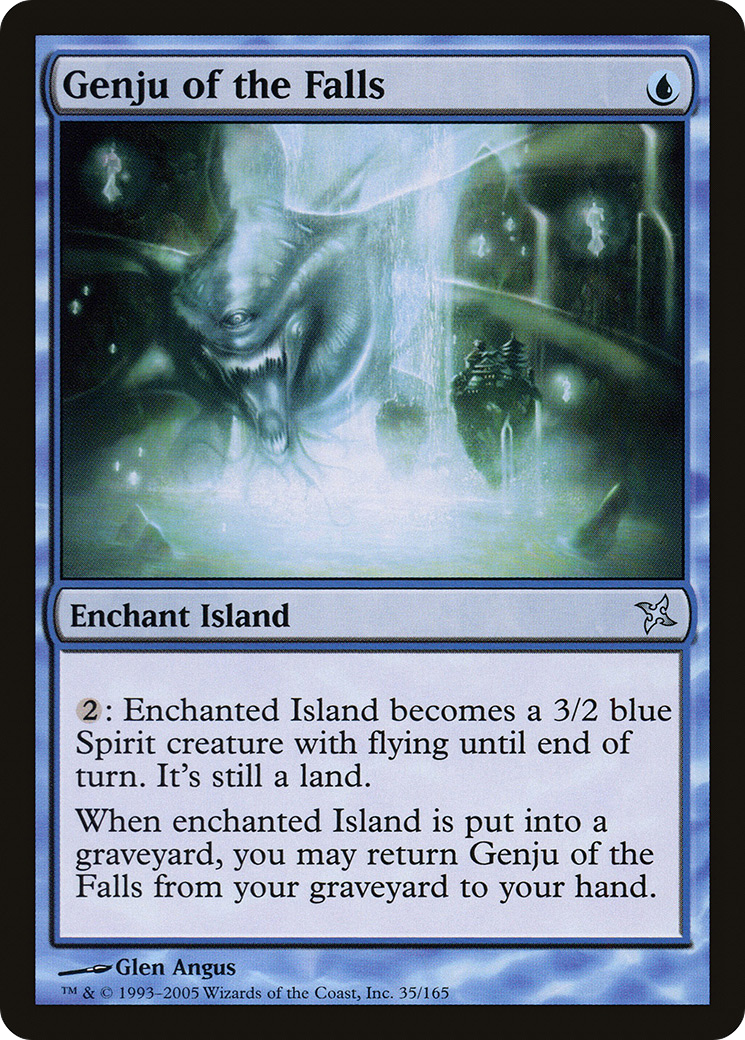 Genju of the Falls
Enchant Island
2: Enchanted Island becomes a 3/2 blue
Spirit creature with flying until end of
turn. It's still a land.
When enchanted Island is put into a
graveyard, you may return Genju of the
Falls from your graveyard to your hand.
Glen Angus
™ & © 1993–2005 Wizards of the Coast, Inc. 35/165